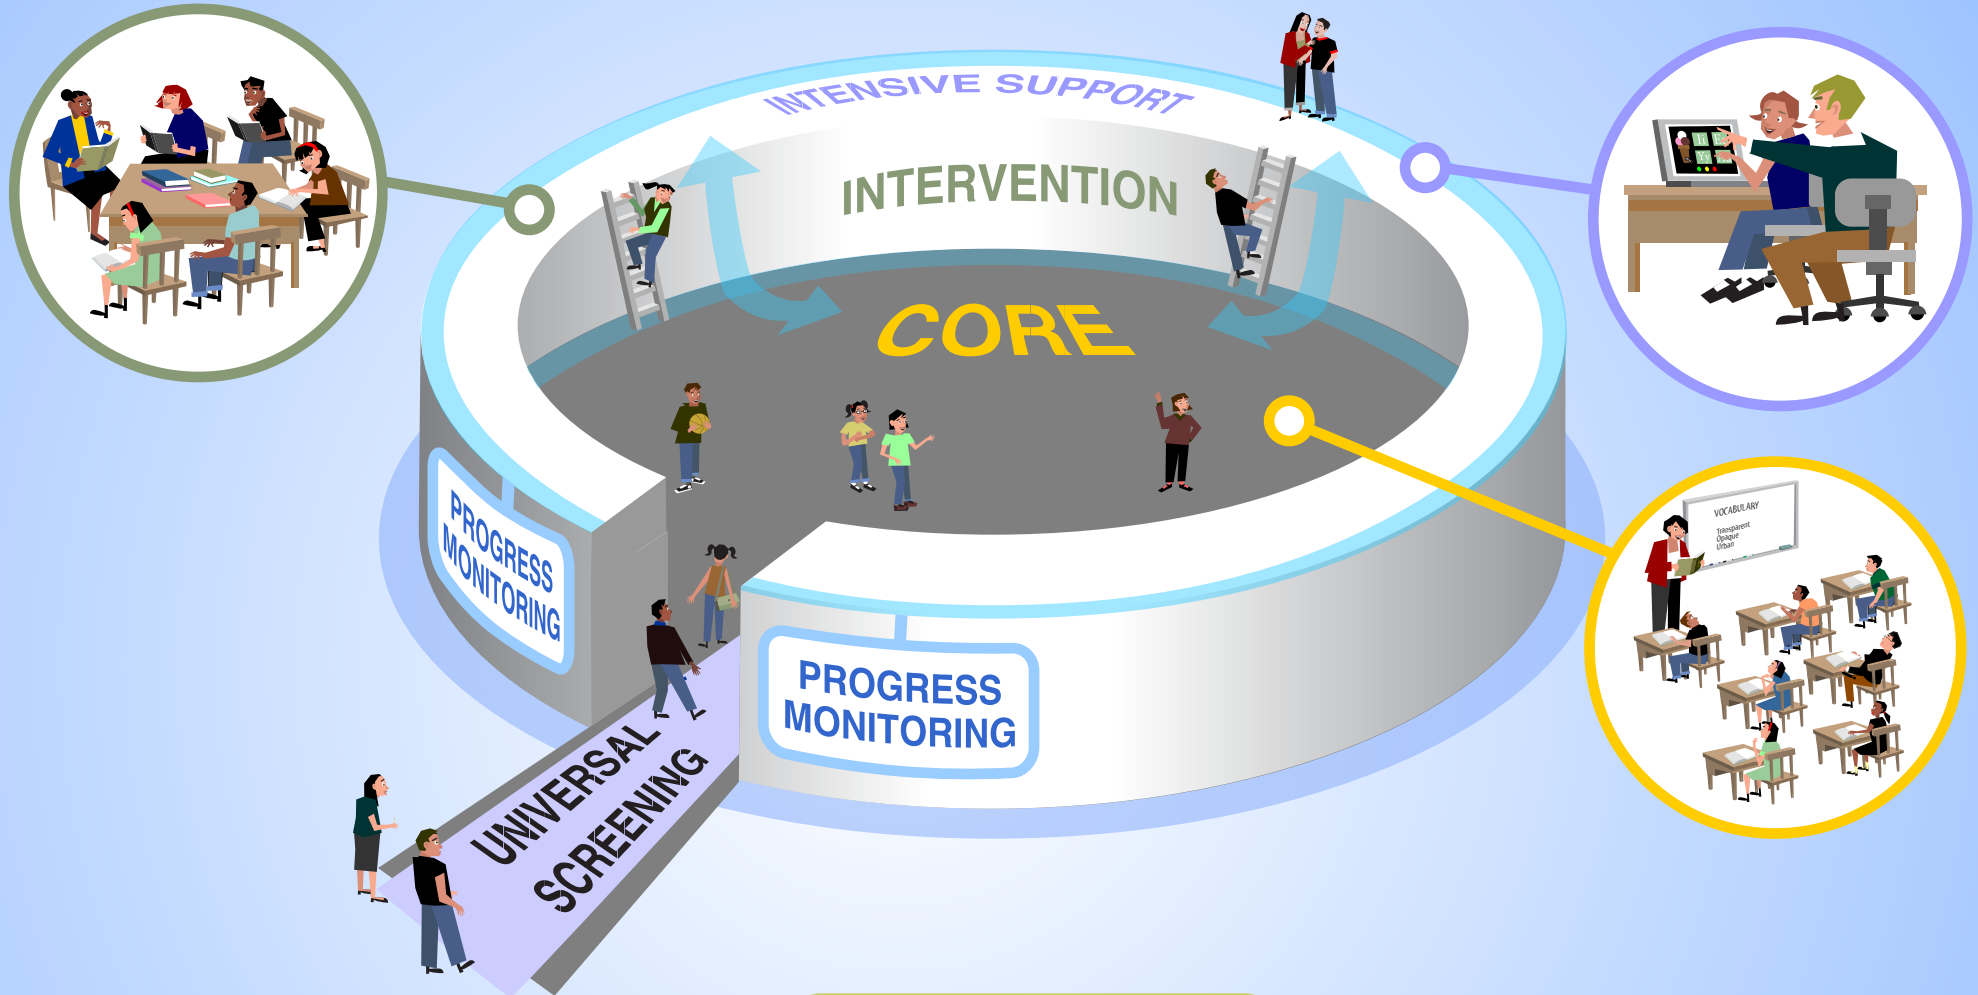 INTENSIVE SUPPORT
INTERVENTION
CORE
PROGRESS
MONITORING
PROGRESS
MONITORING
UNIVERSAL
SCREENING
VOCABULARY
Transparent
Opaque
Urban